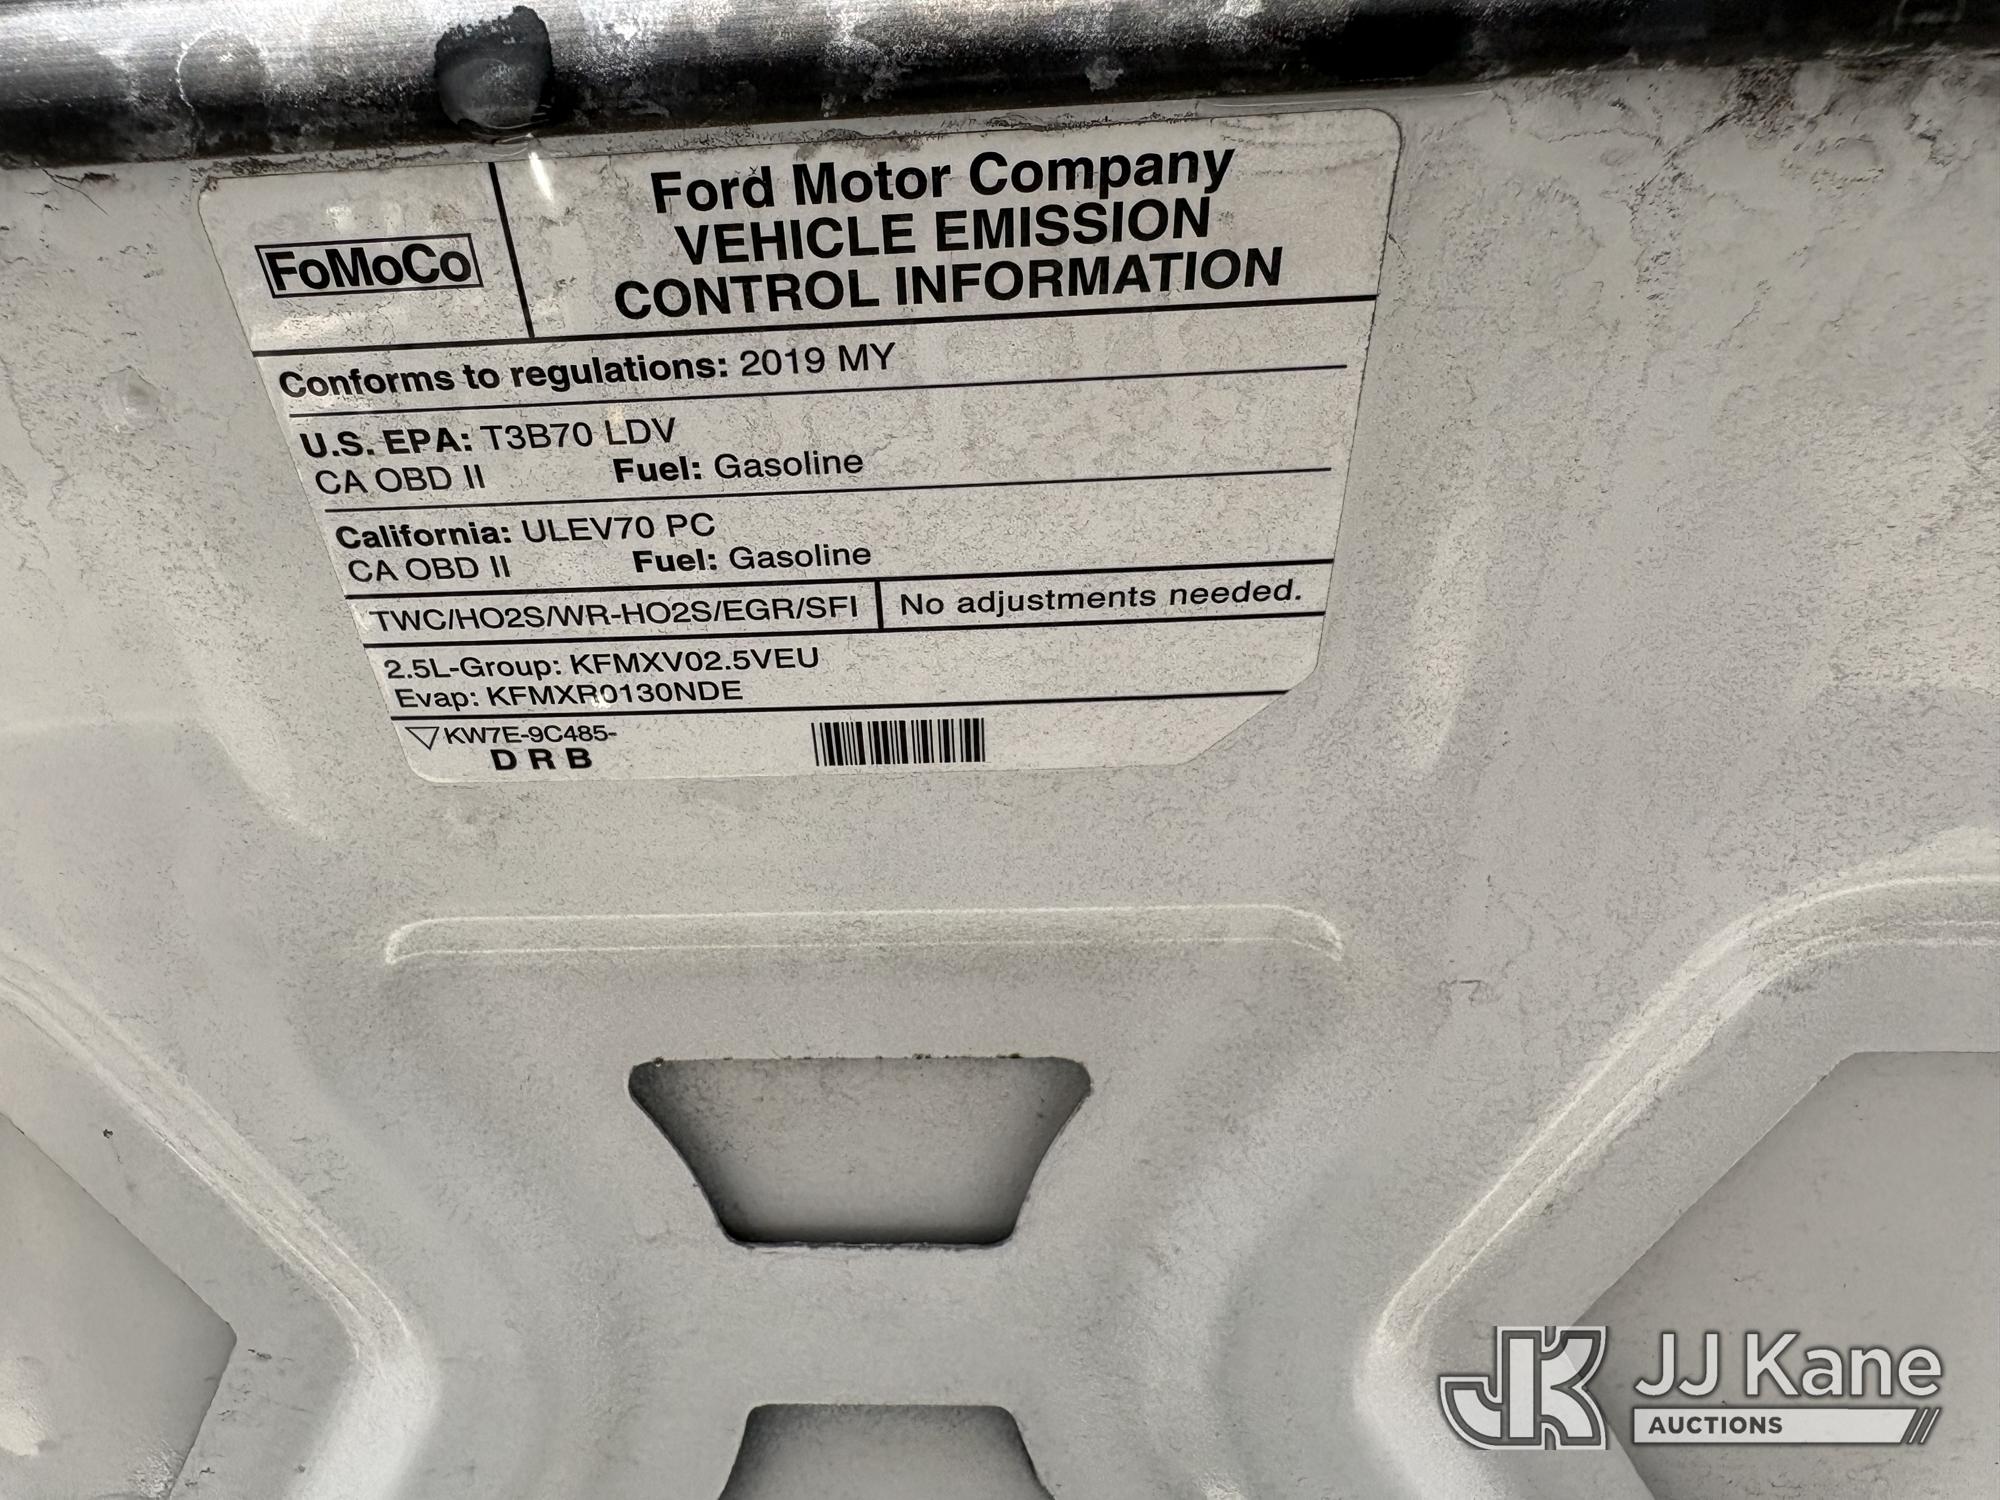 FoMoCo
Ford Motor Company
VEHICLE EMISSION
CONTROL INFORMATION
Conforms to regulations: 2019 MY
U.S. EPA: T3B70 LDV
CA OBD II Fuel: Gasoline
California: ULEV70 PC
CA OBD II Fuel: Gasoline
TWC/HO2S/WR-HO2S/EGR/SFI No adjustments needed.
2.5L-Group: KFMXV02.5VEU
Evap: KFMXR0130NDE
KW7E-9C485-
D R B
JK JJ Kane
AUCTIONS